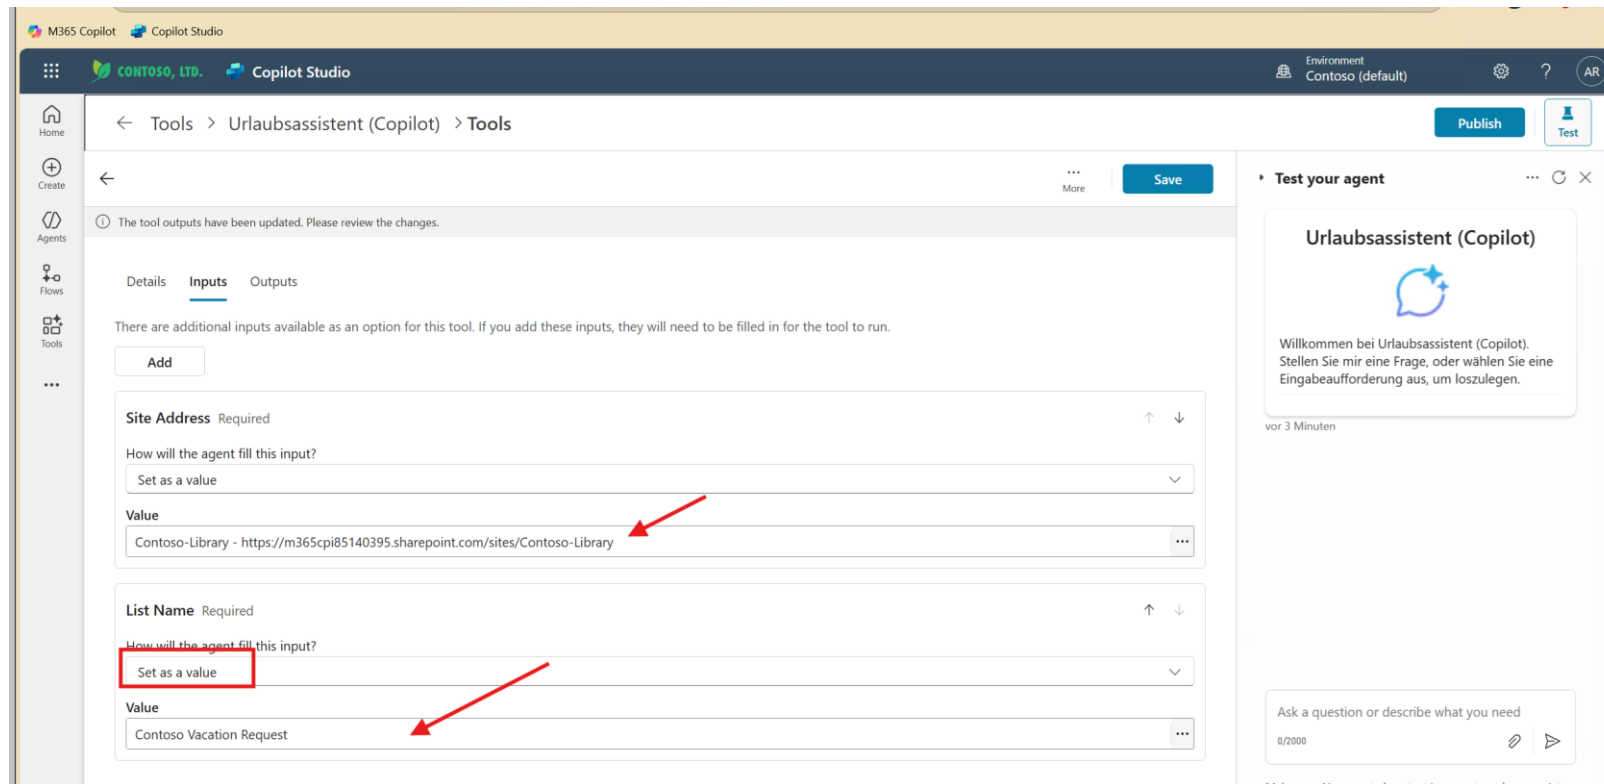 M365 Copilot
Copilot Studio
CONTOSO, LTD.
Copilot Studio
Environment
Contoso (default)
?
AR
Home
Create
Agents
Flows
Tools
Tools > Urlaubsassistent (Copilot) > Tools
Publish
Test
More
Save
The tool outputs have been updated. Please review the changes.
Details Inputs Outputs
There are additional inputs available as an option for this tool. If you add these inputs, they will need to be filled in for the tool to run.
Add
Site Address Required
How will the agent fill this input?
Set as a value
Value
Contoso-Library - https://m365cpi85140395.sharepoint.com/sites/Contoso-Library
List Name Required
How will the agent fill this input?
Set as a value
Value
Contoso Vacation Request
Test your agent
Urlaubsassistent (Copilot)
Willkommen bei Urlaubsassistent (Copilot).
Stellen Sie mir eine Frage, oder wählen Sie eine
Eingabeaufforderung aus, um loszulegen.
vor 3 Minuten
Ask a question or describe what you need
0/2000